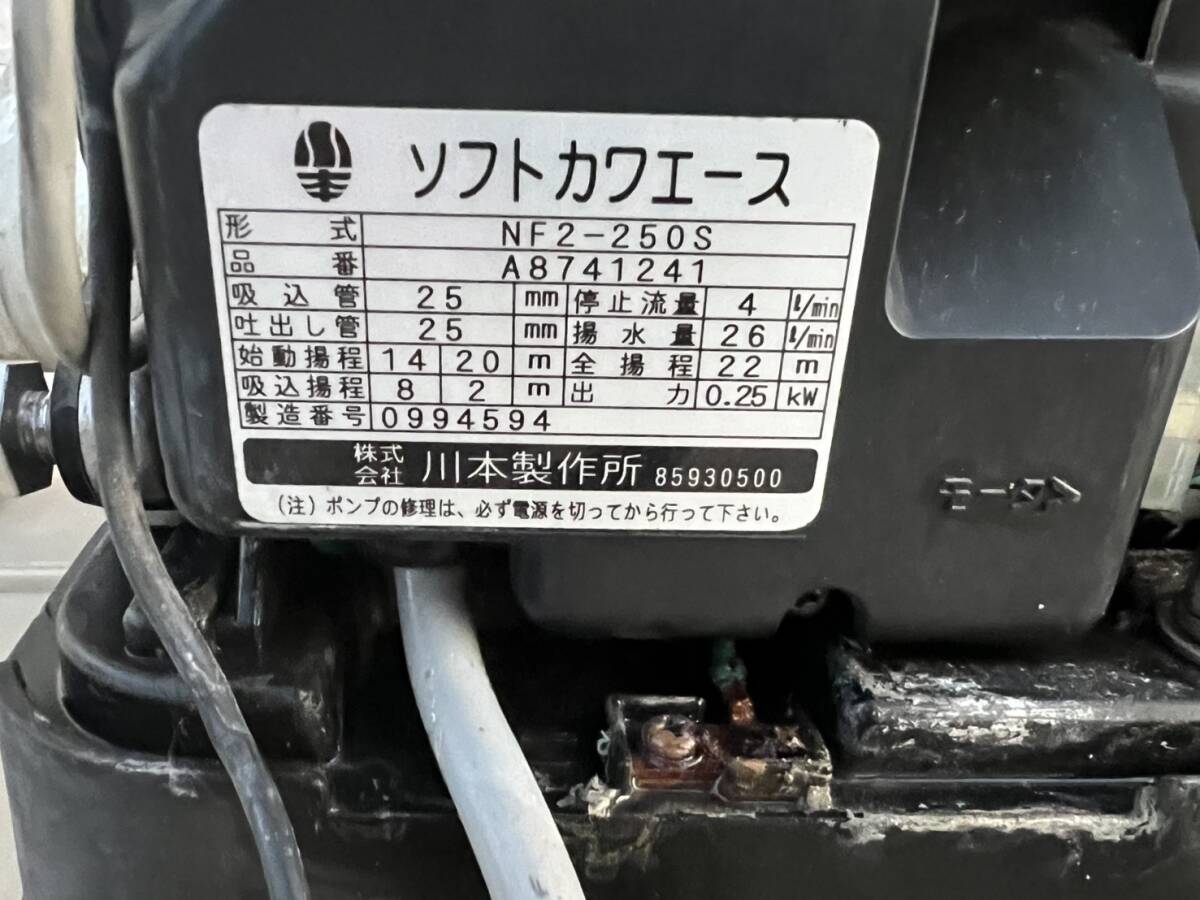 ソフトカワエース
形式 NF2-250S
品番 A8741241
吸込管 25 mm 停止流量 4 ℓ/min
吐出し管 25 mm 揚水量 26 ℓ/min
始動揚程 14 20 m 全揚程 22 m
吸込揚程 8 2 m 出力 0.25 kW
製造番号 0994594
株式会社 川本製作所 85930500
(注) ポンプの修理は、必ず電源を切ってから行って下さい。
モータ